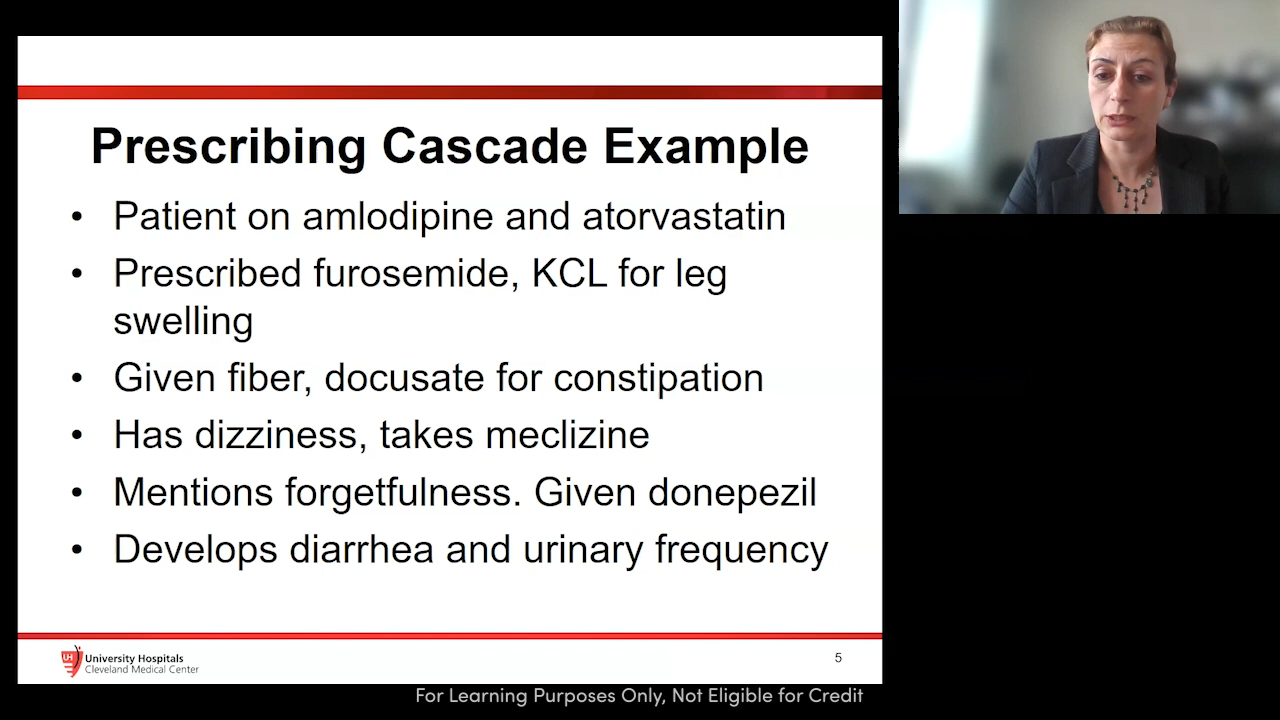 Prescribing Cascade Example
• Patient on amlodipine and atorvastatin
• Prescribed furosemide, KCL for leg
swelling
• Given fiber, docusate for constipation
• Has dizziness, takes meclizine
• Mentions forgetfulness. Given donepezil
• Develops diarrhea and urinary frequency
UH
University Hospitals
Cleveland Medical Center
5
For Learning Purposes Only, Not Eligible for Credit